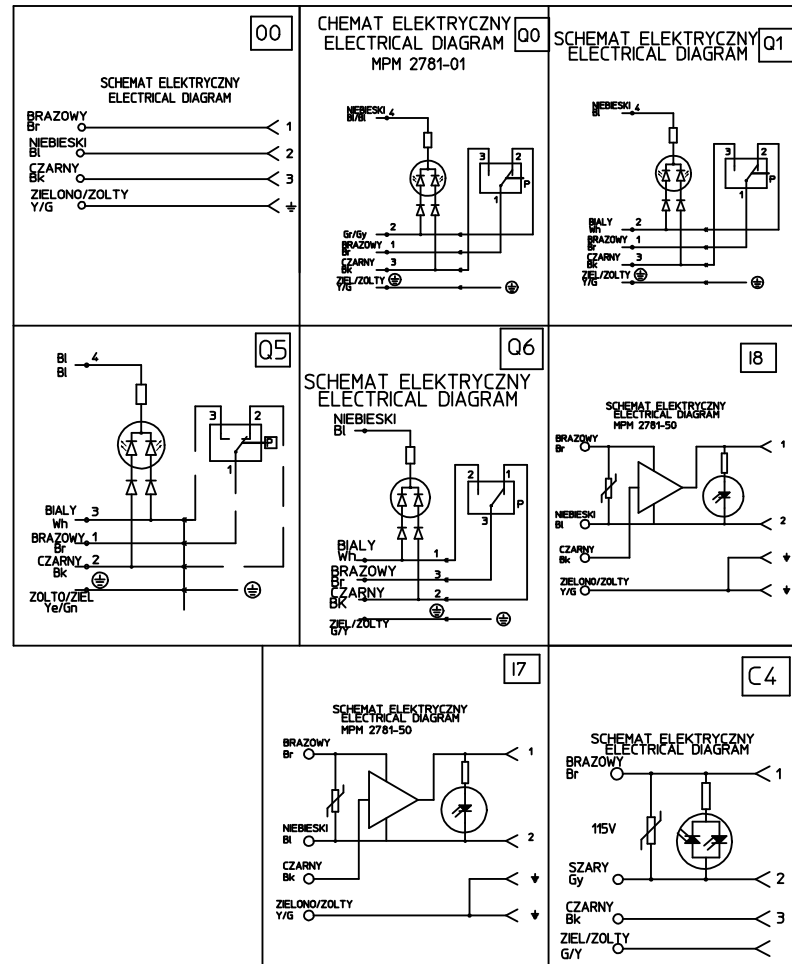 00
SCHEMAT ELEKTRYCZNY
ELECTRICAL DIAGRAM
BRAZOWY
Br
1
NIEBIESKI
Bl
2
CZARNY
Bk
3
ZIELONO/ZOLTY
Y/G
CHEMAT ELEKTRYCZNY
ELECTRICAL DIAGRAM
MPM 2781-01
Q0
NIEBIESKI 4
Bl/Bl
3 2
P
1
Gr/Gy 2
BRAZOWY 1
Br
CZARNY 3
Bk
ZIEL/ZOLTY
Y/G
SCHEMAT ELEKTRYCZNY
ELECTRICAL DIAGRAM
Q1
NIEBIESKI 4
Bl
3 2
P
1
BIALY 2
Wh
BRAZOWY 1
Br
CZARNY 3
Bk
ZIEL/ZOLTY
Y/G
Q5
Bl 4
Bl
3 2
P
1
BIALY 3
Wh
BRAZOWY 1
Br
CZARNY 2
Bk
ZOLTO/ZIEL
Ye/Gn
Q6
SCHEMAT ELEKTRYCZNY
ELECTRICAL DIAGRAM
NIEBIESKI
Bl
2 1
P
3
BIALY 1
Wh
BRAZOWY 3
Br
CZARNY 2
Bk
ZIEL/ZOLTY
G/Y
I8
SCHEMAT ELEKTRYCZNY
ELECTRICAL DIAGRAM
MPM 2781-50
BRAZOWY
Br
1
NIEBIESKI
Bl
2
CZARNY
Bk
ZIELONO/ZOLTY
Y/G
I7
SCHEMAT ELEKTRYCZNY
ELECTRICAL DIAGRAM
MPM 2781-50
BRAZOWY
Br
1
NIEBIESKI
Bl
2
CZARNY
Bk
ZIELONO/ZOLTY
Y/G
C4
SCHEMAT ELEKTRYCZNY
ELECTRICAL DIAGRAM
BRAZOWY
Br
1
115V
SZARY
Gy
2
CZARNY
Bk
3
ZIEL/ZOLTY
G/Y